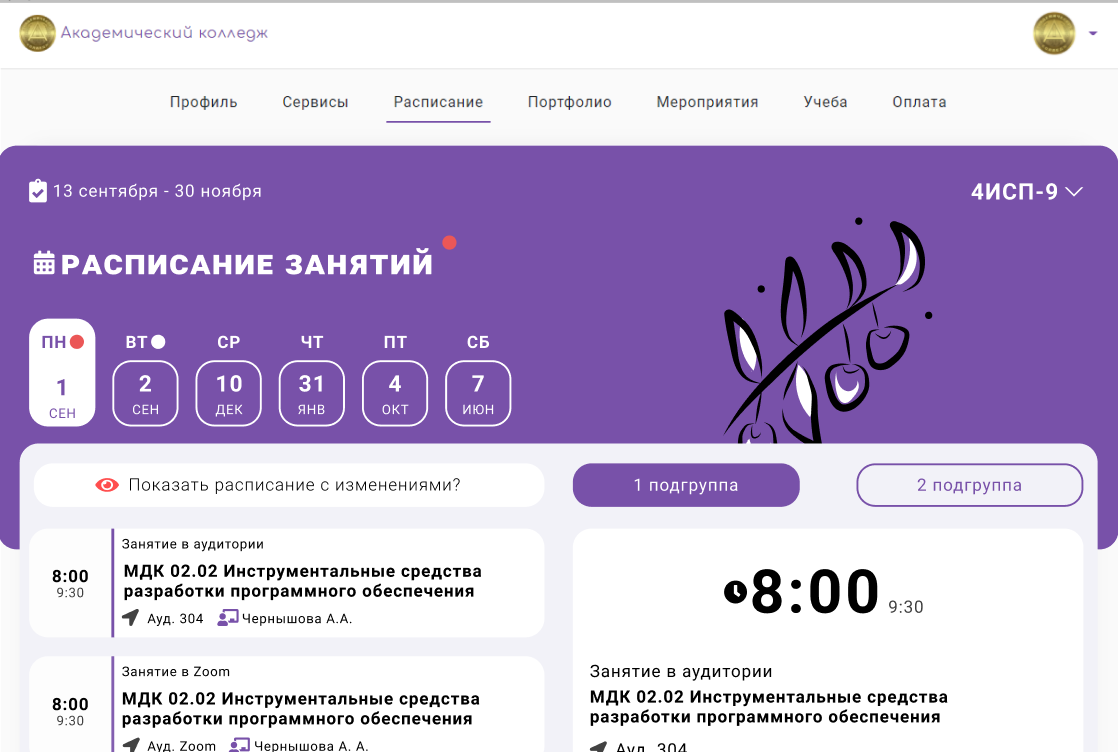 Академический колледж
Профиль Сервисы Расписание Портфолио Мероприятия Учеба Оплата
13 сентября - 30 ноября
4ИСП-9
РАСПИСАНИЕ ЗАНЯТИЙ
ПН ВТ СР ЧТ ПТ СБ
1 2 10 31 4 7
СЕН СЕН ДЕК ЯНВ ОКТ ИЮН
Показать расписание с изменениями?
1 подгруппа
2 подгруппа
8:00
9:30
Занятие в аудитории
МДК 02.02 Инструментальные средства
разработки программного обеспечения
Ауд. 304 Чернышова А.А.
8:00
9:30
Занятие в Zoom
МДК 02.02 Инструментальные средства
разработки программного обеспечения
Ауд. Zoom Чернышова А. А.
8:00 9:30
Занятие в аудитории
МДК 02.02 Инструментальные средства
разработки программного обеспечения
Ауд. 304